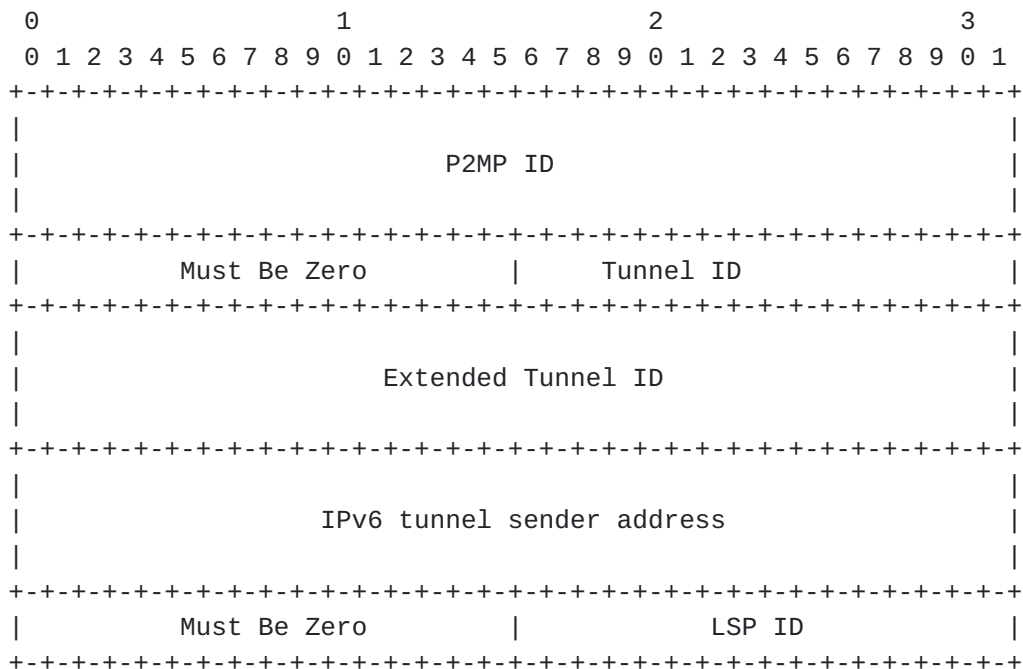 0                   1                   2                   3
 0 1 2 3 4 5 6 7 8 9 0 1 2 3 4 5 6 7 8 9 0 1 2 3 4 5 6 7 8 9 0 1
+-+-+-+-+-+-+-+-+-+-+-+-+-+-+-+-+-+-+-+-+-+-+-+-+-+-+-+-+-+-+-+-+
|                                                               |
|                           P2MP ID                             |
|                                                               |
+-+-+-+-+-+-+-+-+-+-+-+-+-+-+-+-+-+-+-+-+-+-+-+-+-+-+-+-+-+-+-+-+
|          Must Be Zero         |     Tunnel ID                 |
+-+-+-+-+-+-+-+-+-+-+-+-+-+-+-+-+-+-+-+-+-+-+-+-+-+-+-+-+-+-+-+-+
|                                                               |
|                       Extended Tunnel ID                      |
|                                                               |
+-+-+-+-+-+-+-+-+-+-+-+-+-+-+-+-+-+-+-+-+-+-+-+-+-+-+-+-+-+-+-+-+
|                                                               |
|                   IPv6 tunnel sender address                  |
|                                                               |
+-+-+-+-+-+-+-+-+-+-+-+-+-+-+-+-+-+-+-+-+-+-+-+-+-+-+-+-+-+-+-+-+
|          Must Be Zero         |            LSP ID             |
+-+-+-+-+-+-+-+-+-+-+-+-+-+-+-+-+-+-+-+-+-+-+-+-+-+-+-+-+-+-+-+-+